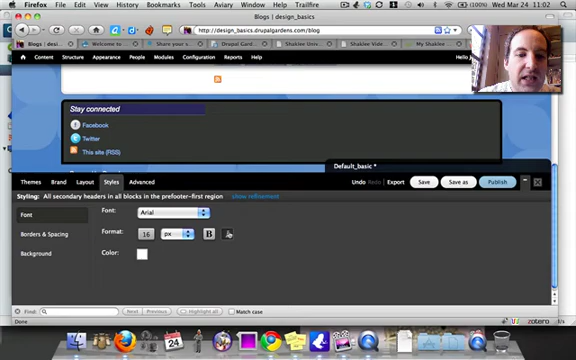 Firefox File Edit View History Bookmarks Tools Trailfire
(100%) Wed Mar 24 11:02
Blogs | design_basics
http://design_basics.drupalgardens.com/blog
Blogs | desi... Welcome to ... Share your s... Drupal Gard... Shaklee Univ... Shaklee Vide... My Shaklee
Content Structure Appearance People Modules Configuration Reports Help Hello
Stay connected
Facebook
Twitter
This site (RSS)
Default_basic *
Themes Brand Layout Styles Advanced Undo Redo Export Save Save as Publish
Styling: All secondary headers in all blocks in the prefooter-first region show refinement
Font Font: Arial
Borders & Spacing Format: 16 px B
Background Color:
Find: Next Previous Highlight all Match case
Done zotero
24